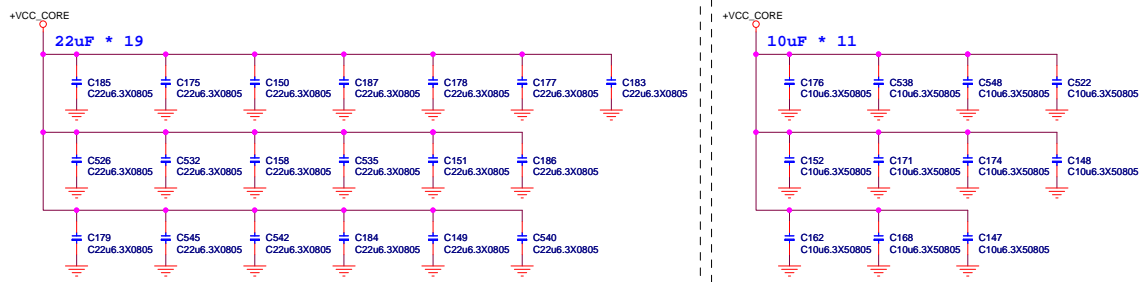 +VCC_CORE
22uF * 19
C185
C22u6.3X0805
C175
C22u6.3X0805
C150
C22u6.3X0805
C187
C22u6.3X0805
C178
C22u6.3X0805
C177
C22u6.3X0805
C183
C22u6.3X0805
C526
C22u6.3X0805
C532
C22u6.3X0805
C158
C22u6.3X0805
C535
C22u6.3X0805
C151
C22u6.3X0805
C186
C22u6.3X0805
C179
C22u6.3X0805
C545
C22u6.3X0805
C542
C22u6.3X0805
C184
C22u6.3X0805
C149
C22u6.3X0805
C540
C22u6.3X0805
+VCC_CORE
10uF * 11
C176
C10u6.3X50805
C538
C10u6.3X50805
C548
C10u6.3X50805
C522
C10u6.3X50805
C152
C10u6.3X50805
C171
C10u6.3X50805
C174
C10u6.3X50805
C148
C10u6.3X50805
C162
C10u6.3X50805
C168
C10u6.3X50805
C147
C10u6.3X50805